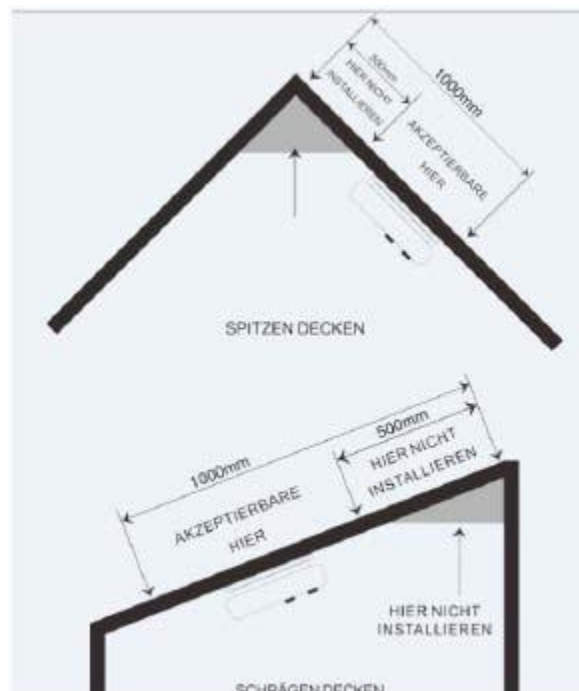 1000mm
500mm
HIER NICHT
INSTALLIEREN
AKZEPTIERBARE
HIER
SPITZEN DECKEN
1000mm
500mm
HIER NICHT
INSTALLIEREN
AKZEPTIERBARE
HIER
HIER NICHT
INSTALLIEREN
SCHRÄGEN DECKEN